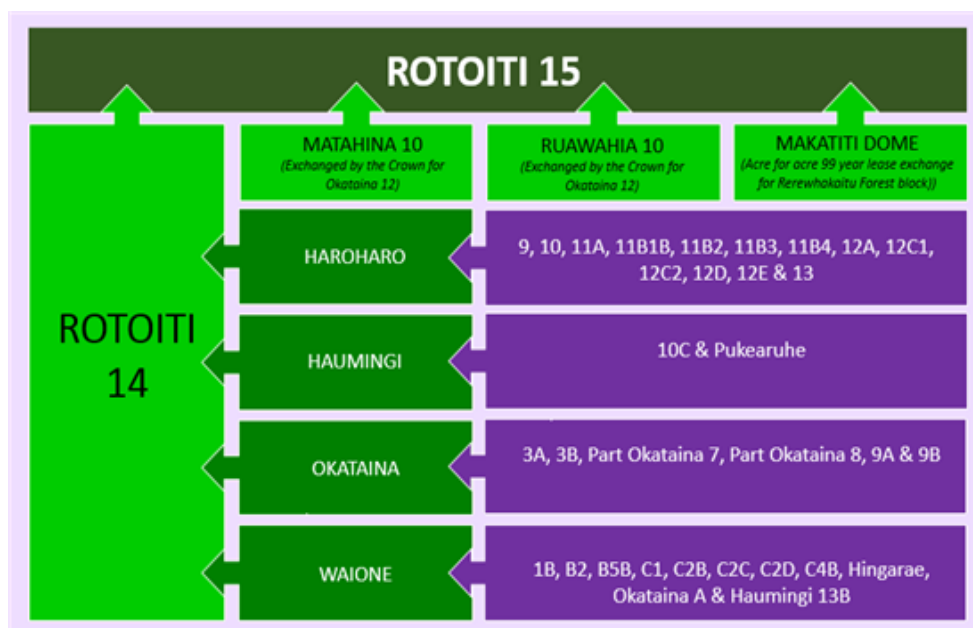 ROTOITI 15
MATAHINA 10
(Exchanged by the Crown for
Okataina 12)
RUAWAHIA 10
(Exchanged by the Crown for
Okataina 12)
MAKATITI DOME
(Acre for acre 99 year lease exchange
for Rerewhakaitu Forest block))
ROTOITI
14
HAROHARO
9, 10, 11A, 11B1B, 11B2, 11B3, 11B4, 12A, 12C1,
12C2, 12D, 12E & 13
HAUMINGI
10C & Pukearuhe
OKATAINA
3A, 3B, Part Okataina 7, Part Okataina 8, 9A & 9B
WAIONE
1B, B2, B5B, C1, C2B, C2C, C2D, C4B, Hingarae,
Okataina A & Haumingi 13B